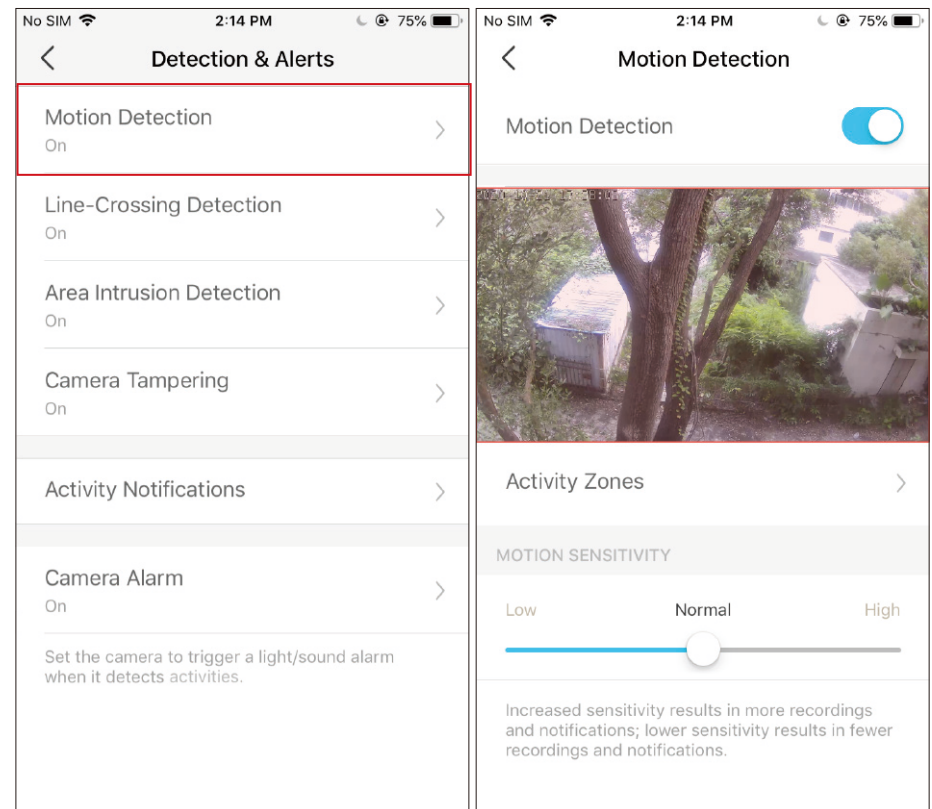 No SIM 2:14 PM 75%
Detection & Alerts
Motion Detection
On
Line-Crossing Detection
On
Area Intrusion Detection
On
Camera Tampering
On
Activity Notifications
Camera Alarm
On
Set the camera to trigger a light/sound alarm
when it detects activities.
No SIM 2:14 PM 75%
Motion Detection
Motion Detection
Activity Zones
MOTION SENSITIVITY
Low Normal High
Increased sensitivity results in more recordings
and notifications; lower sensitivity results in fewer
recordings and notifications.